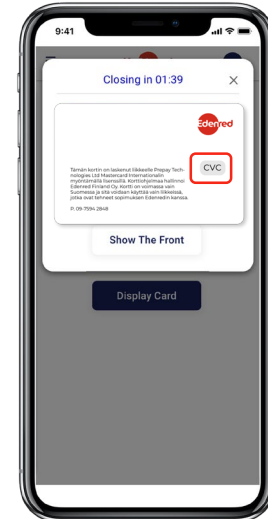 9:41
Closing in 01:39
Edenred
CVC
Tämän kortin on laskenut liikkeelle Prepay Tech-
nologies Ltd Mastercard Internationalin
myöntämällä lisenssillä. Korttiohjelmaa hallinnoi
Edenred Finland Oy. Kortti on voimassa vain
Suomessa ja sitä voidaan käyttää vain liikkeissä,
jotka ovat tehneet sopimuksen Edenredin kanssa.
P. 09-7594 2848
Show The Front
Display Card